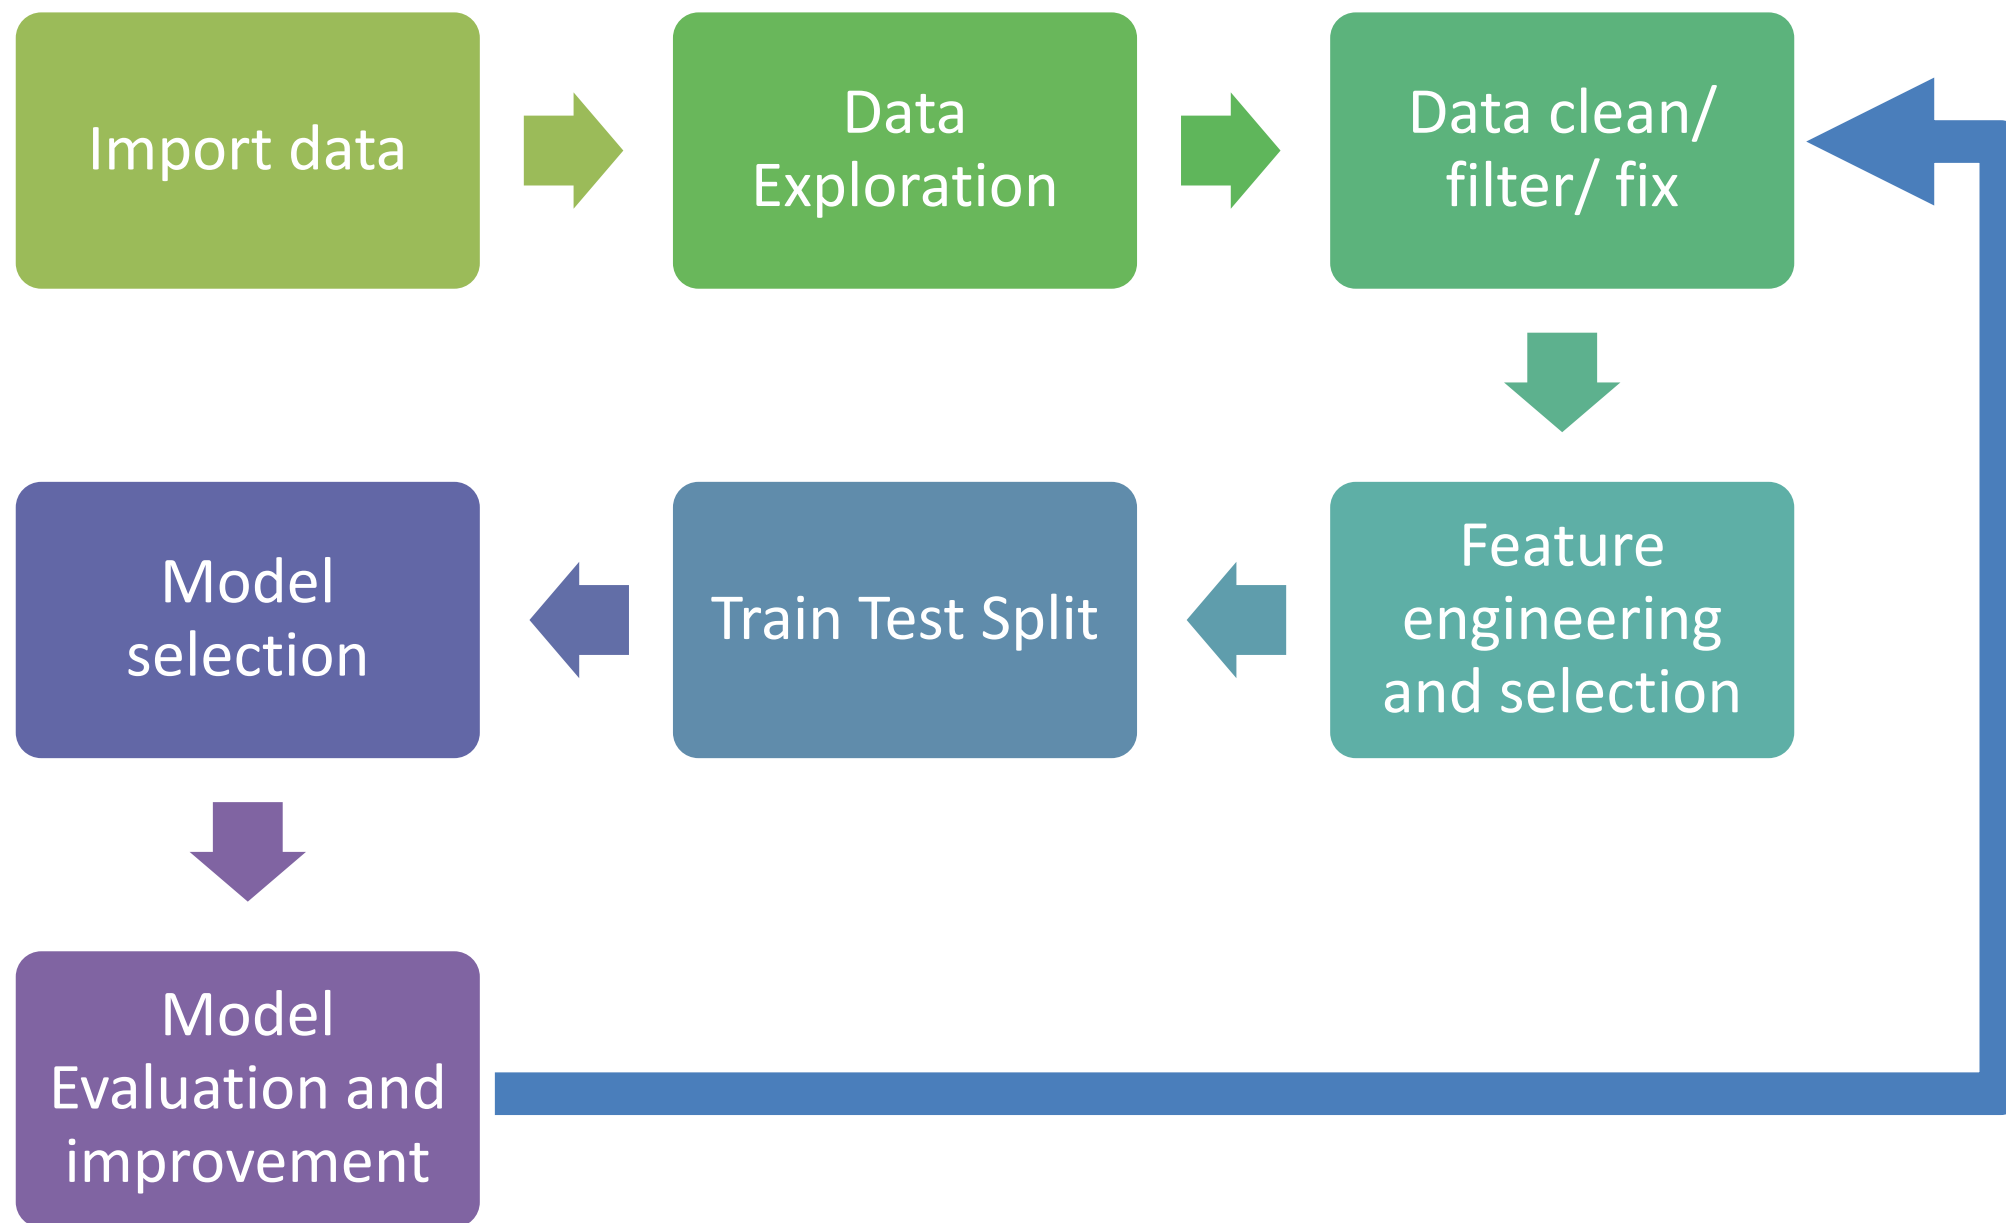 Import data
Data
Exploration
Data clean/
filter/ fix
Feature
engineering
and selection
Train Test Split
Model
selection
Model
Evaluation and
improvement